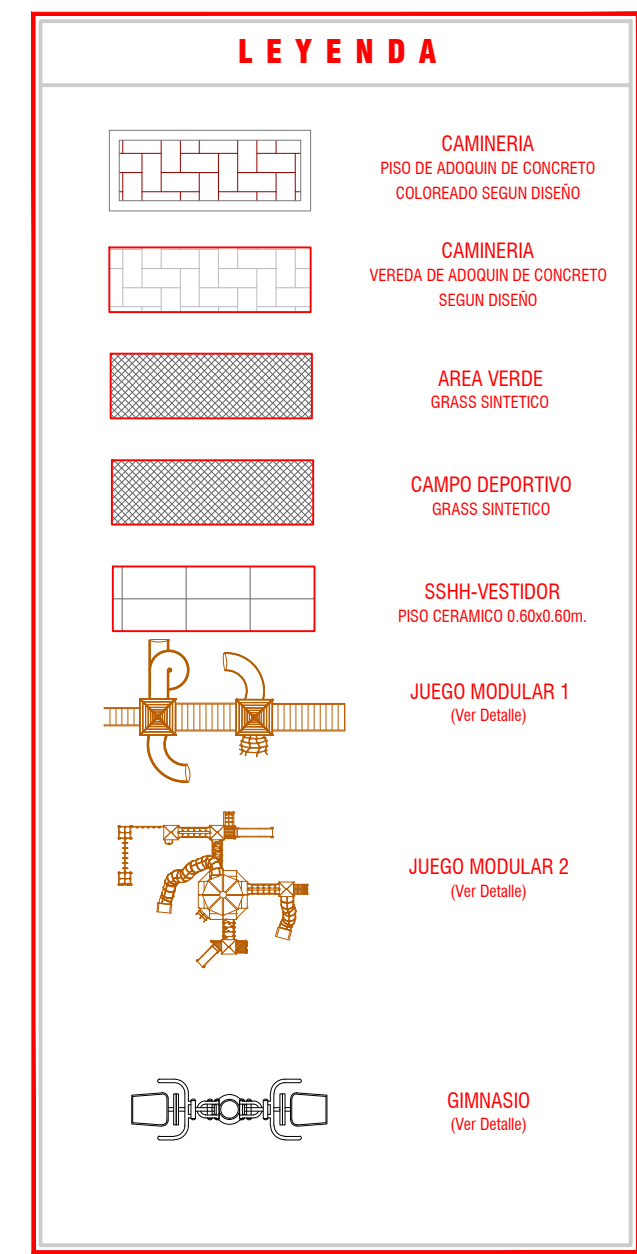 LEYENDA
CAMINERIA
PISO DE ADOQUIN DE CONCRETO
COLOREADO SEGUN DISEÑO
CAMINERIA
VEREDA DE ADOQUIN DE CONCRETO
SEGUN DISEÑO
AREA VERDE
GRASS SINTETICO
CAMPO DEPORTIVO
GRASS SINTETICO
SSHH-VESTIDOR
PISO CERAMICO 0.60x0.60m.
JUEGO MODULAR 1
(Ver Detalle)
JUEGO MODULAR 2
(Ver Detalle)
GIMNASIO
(Ver Detalle)